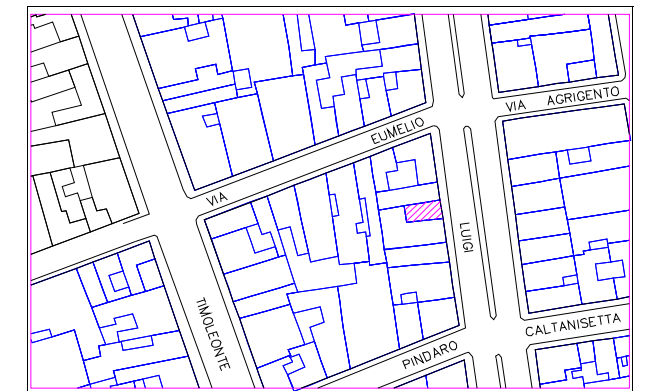 VIA AGRIGENTO
VIA EUMELIO
LUIGI
TIMOLEONTE
CALTANISETTA
PINDARO